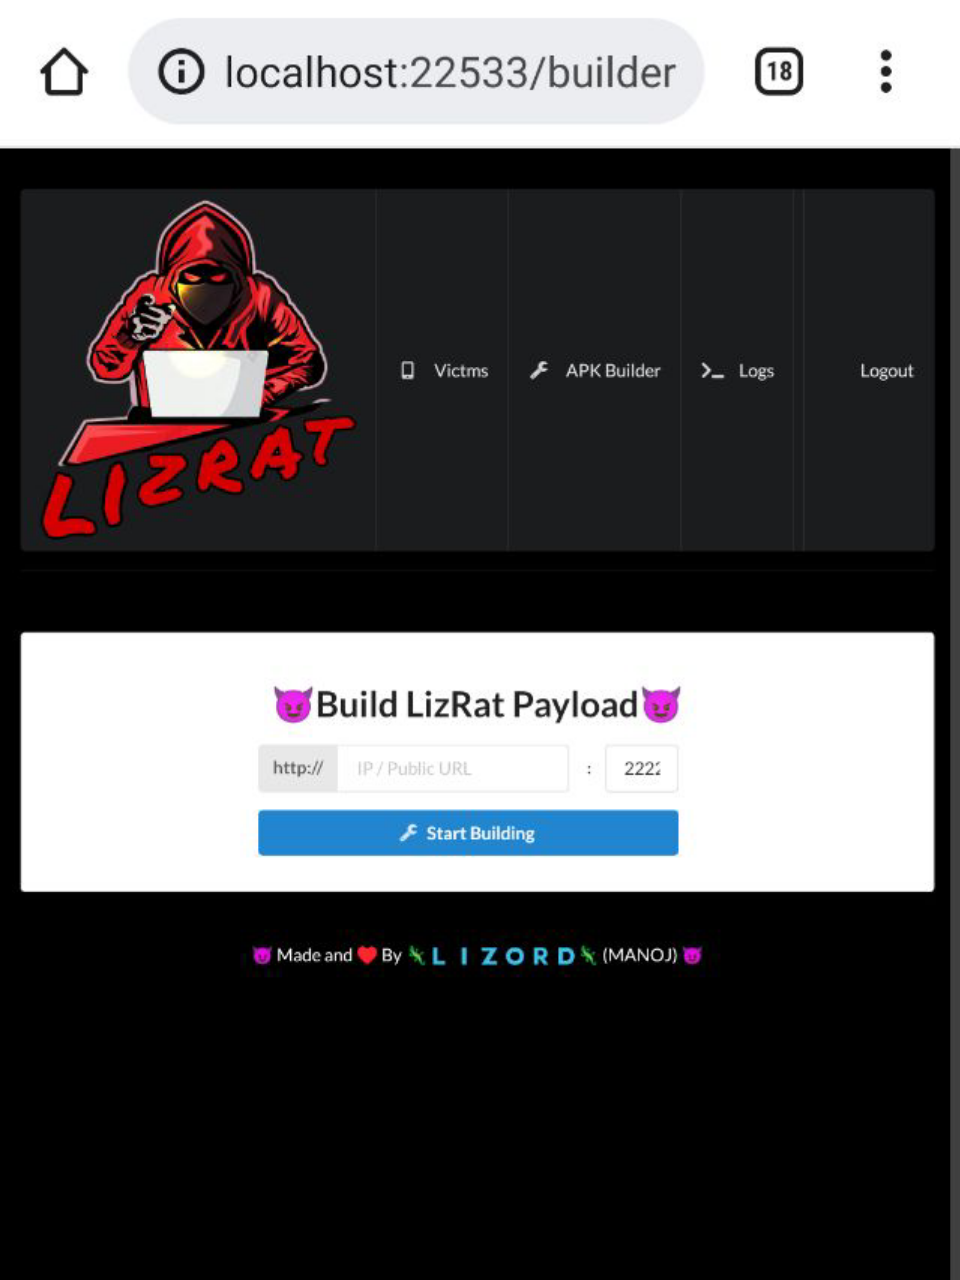 localhost:22533/builder
18
LIZRAT
Victms
APK Builder
Logs
Logout
😈Build LizRat Payload😈
http://
IP / Public URL
:
Start Building
😈 Made and ❤️ By 🦎 L I Z O R D 🦎 (MANOJ) 😈